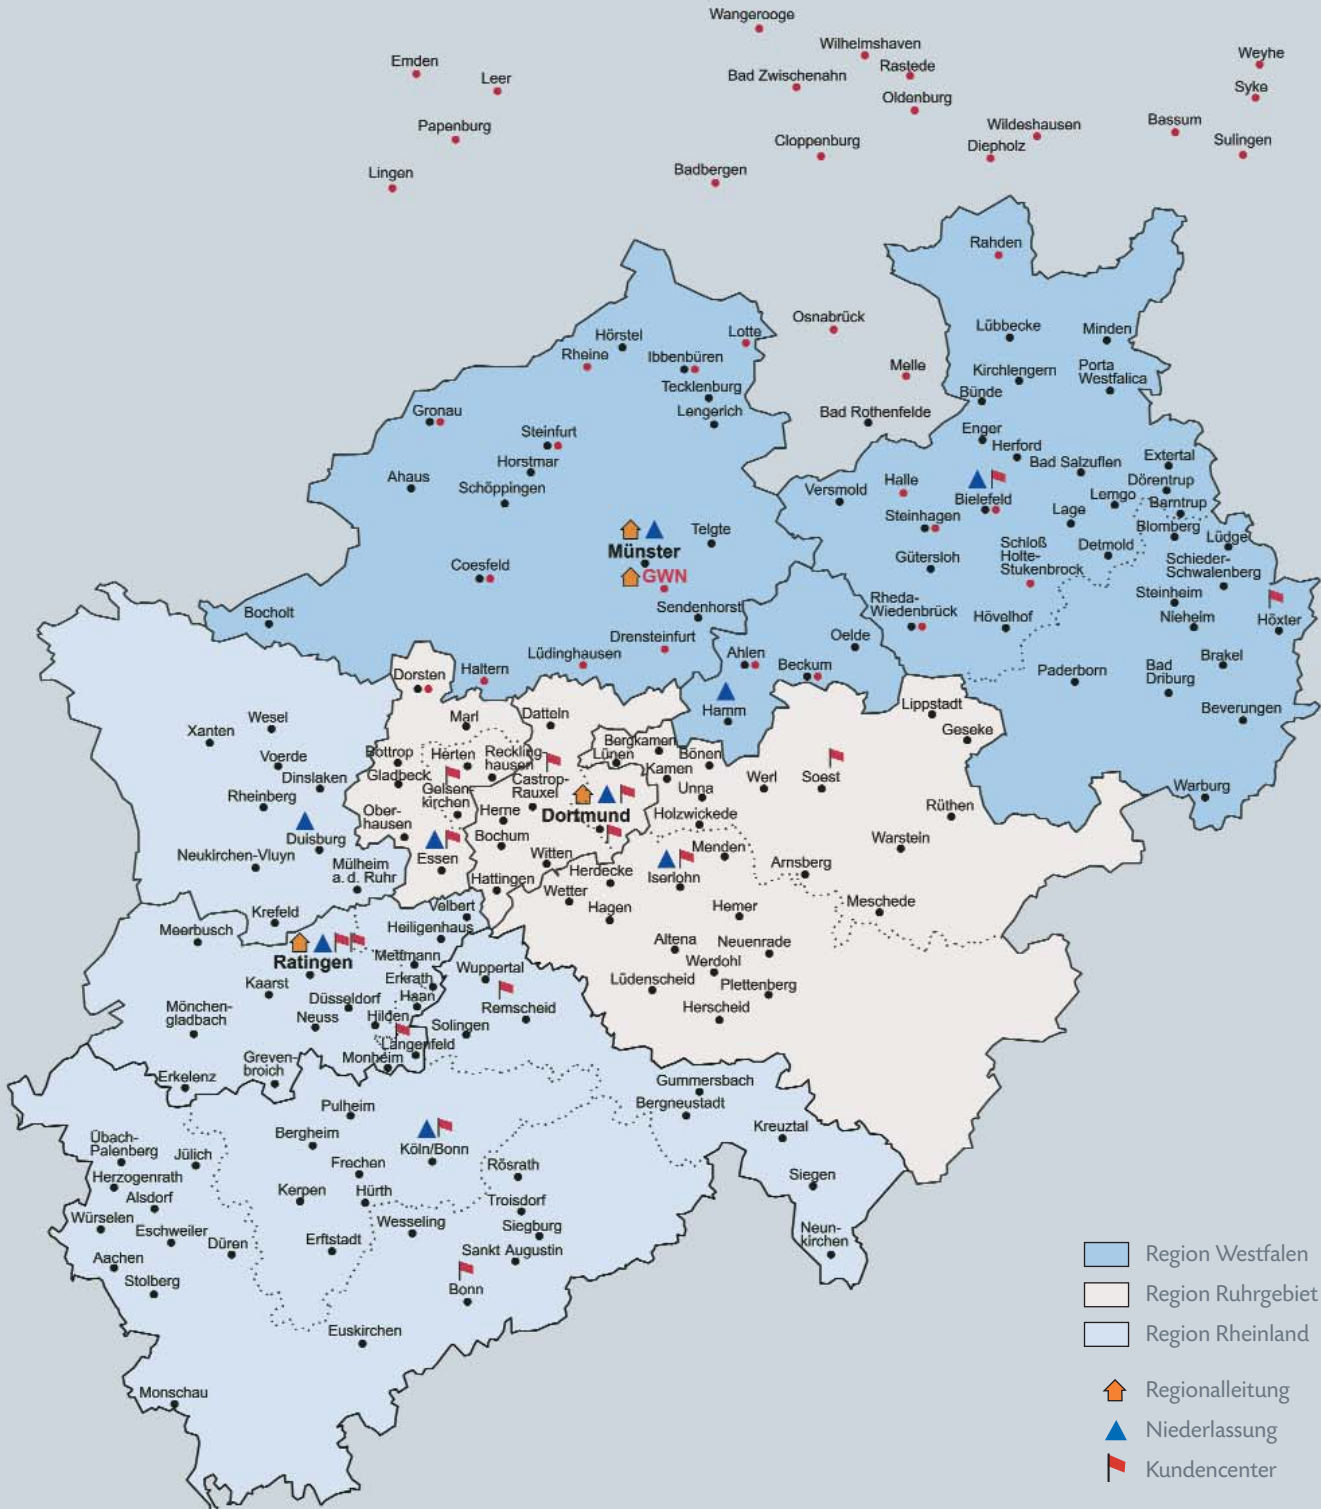 Wangerooge
Wilhelmshaven
Emden
Leer
Bad Zwischenahn
Rastede
Weyhe
Syke
Oldenburg
Papenburg
Cloppenburg
Wildeshausen
Diepholz
Bassum
Sulingen
Lingen
Badbergen
Rahden
Osnabrück
Lübbecke
Minden
Hörstel
Lotte
Rheine
Ibbenbüren
Melle
Kirchlengern
Porta
Westfalica
Tecklenburg
Bünde
Gronau
Lengerich
Bad Rothenfelde
Steinfurt
Enger
Herford
Horstmar
Bad Salzuflen
Extertal
Ahaus
Schöppingen
Versmold
Halle
Bielefeld
Dörentrup
Lemgo
Barntrup
Steinhagen
Lage
Blomberg
Lüdge
Münster
Telgte
GWN
Gütersloh
Schloß
Holte-
Stukenbrock
Detmold
Schieder-
Schwalenberg
Coesfeld
Steinheim
Bocholt
Sendenhorst
Rheda-
Wiedenbrück
Hövelhof
Nieheim
Höxter
Drensteinfurt
Oelde
Lüdinghausen
Ahlen
Beckum
Brakel
Dorsten
Haltern
Paderborn
Bad
Driburg
Hamm
Lippstadt
Beverungen
Wesel
Marl
Datteln
Xanten
Geseke
Bergkamen
Voerde
Bottrop
Herten
Reckling-
hausen
Lünen
Bönen
Dinslaken
Gladbeck
Castrop-
Rauxel
Kamen
Werl
Soest
Warburg
Rheinberg
Gelsen-
kirchen
Unna
Rüthen
Ober-
hausen
Herne
Dortmund
Holzwickede
Duisburg
Bochum
Warstein
Neukirchen-Vluyn
Essen
Witten
Menden
Mülheim
a. d. Ruhr
Hattingen
Herdecke
Iserlohn
Arnsberg
Wetter
Krefeld
Velbert
Hagen
Hemer
Meschede
Meerbusch
Heiligenhaus
Ratingen
Mettmann
Wuppertal
Altena
Neuenrade
Werdohl
Kaarst
Erkrath
Lüdenscheid
Plettenberg
Düsseldorf
Haan
Remscheid
Herscheid
Mönchen-
gladbach
Neuss
Hilden
Solingen
Langenfeld
Greven-
broich
Monheim
Erkelenz
Gummersbach
Pulheim
Bergneustadt
Bergheim
Kreuztal
Übach-
Palenberg
Jülich
Köln/Bonn
Frechen
Rösrath
Siegen
Herzogenrath
Kerpen
Hürth
Alsdorf
Troisdorf
Würselen
Wesseling
Siegburg
Neun-
kirchen
Eschweiler
Düren
Erftstadt
Sankt Augustin
Aachen
Stolberg
Bonn
Euskirchen
Monschau
Region Westfalen
Region Ruhrgebiet
Region Rheinland
Regionalleitung
Niederlassung
Kundencenter